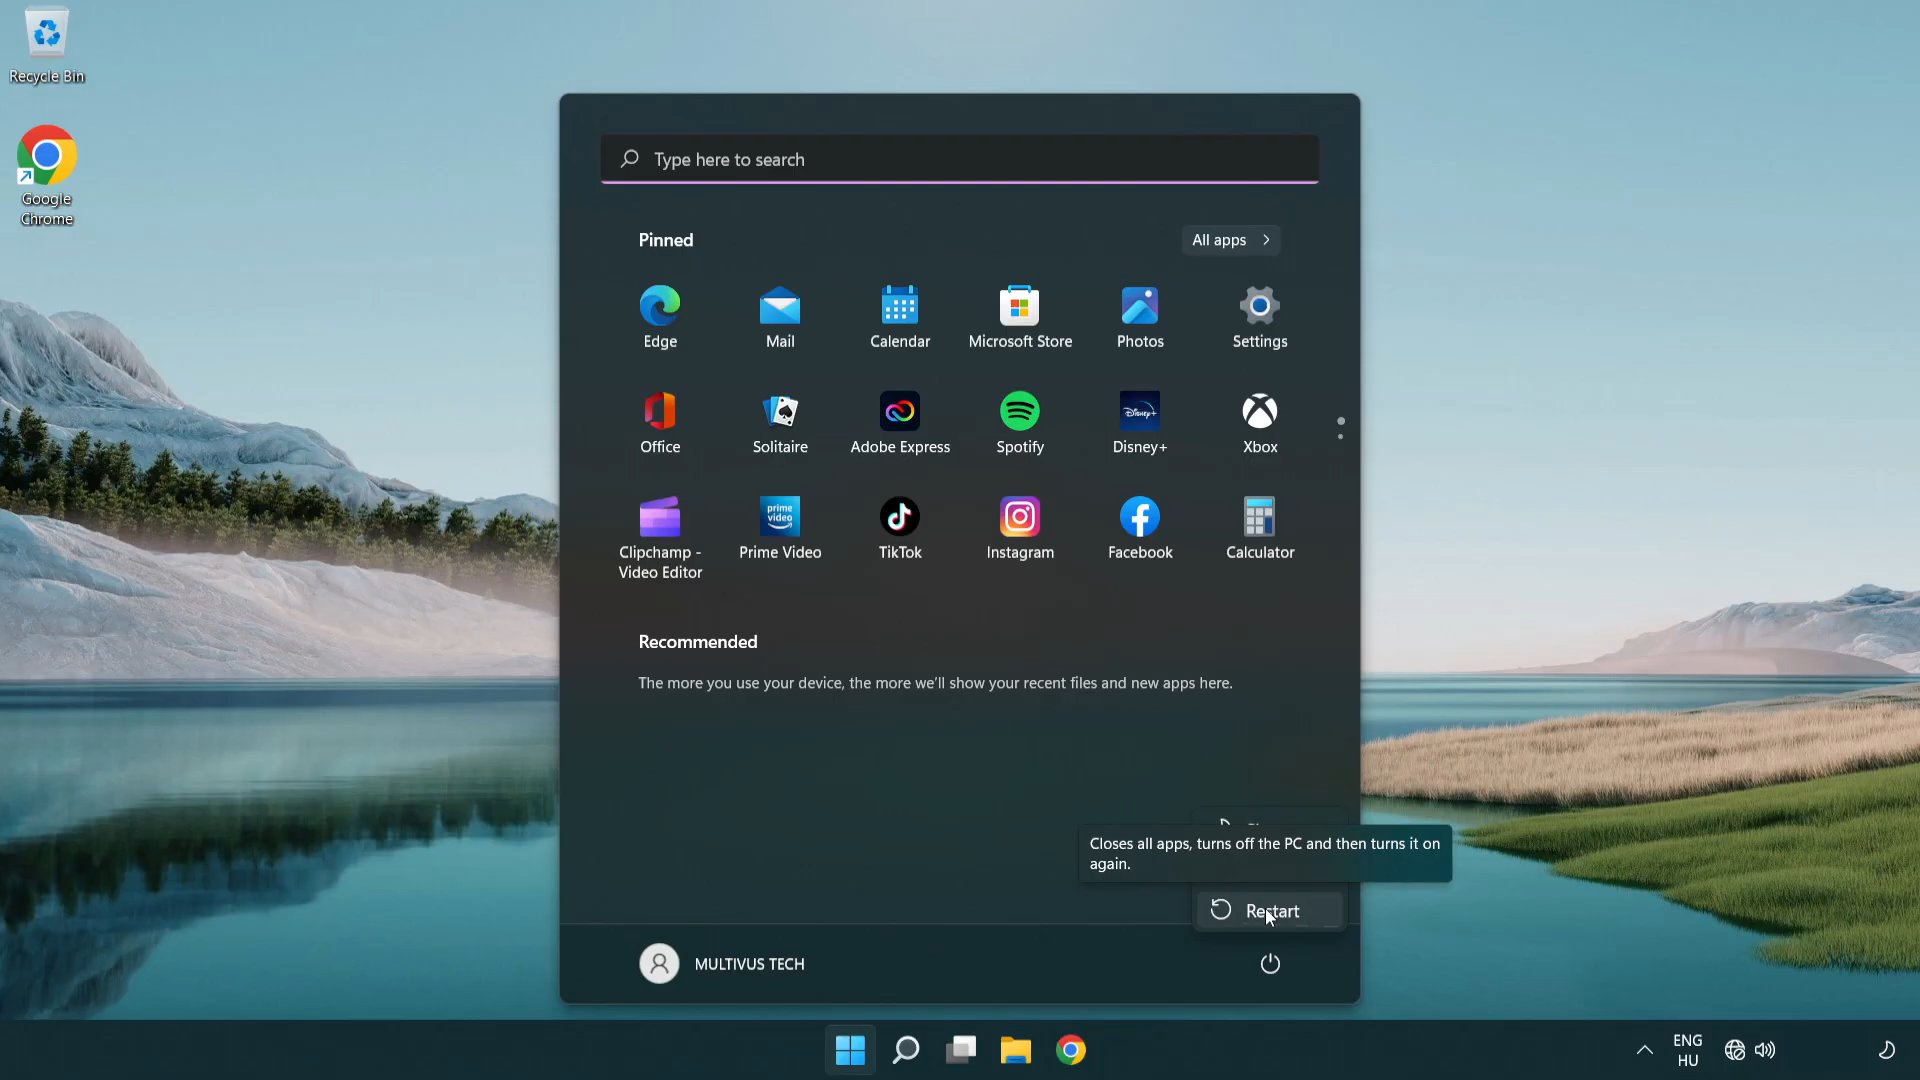 Recycle Bin
Google
Chrome
Type here to search
Pinned
All apps
Edge
Mail
Calendar
Microsoft Store
Photos
Settings
Office
Solitaire
Adobe Express
Spotify
Disney+
Disney+
Xbox
prime
video
Clipchamp -
Video Editor
Prime Video
TikTok
Instagram
Facebook
Calculator
Recommended
The more you use your device, the more we'll show your recent files and new apps here.
Closes all apps, turns off the PC and then turns it on
again.
Restart
MULTIVUS TECH
ENG
HU